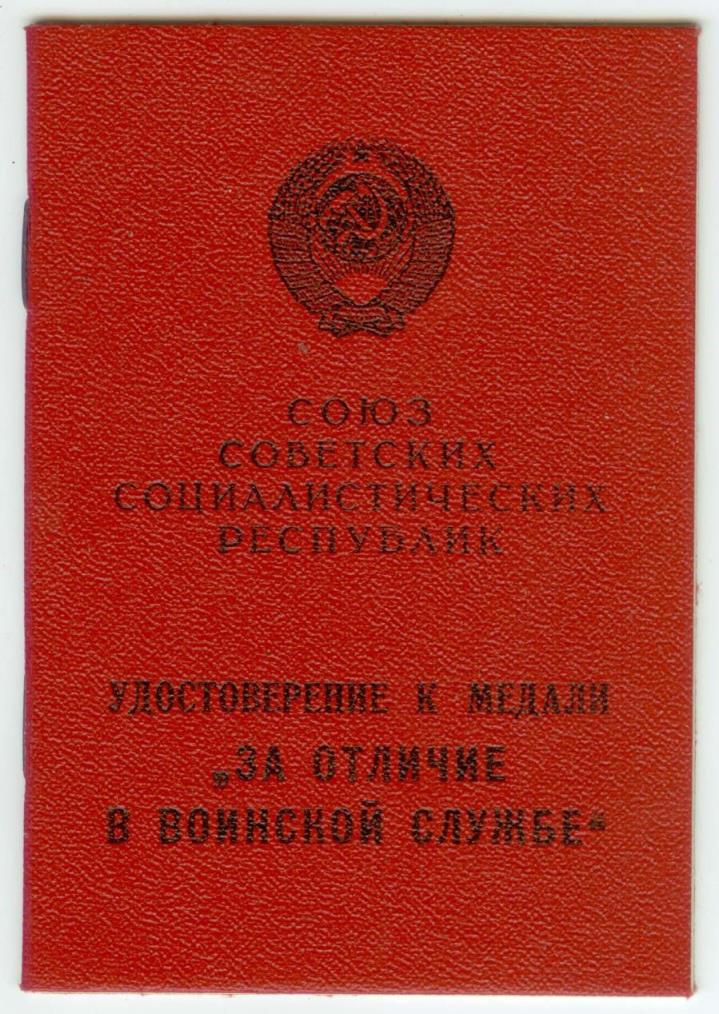 СОЮЗ
СОВЕТСКИХ
СОЦИАЛИСТИЧЕСКИХ
РЕСПУБЛИК
УДОСТОВЕРЕНИЕ К МЕДАЛИ
„ЗА ОТЛИЧИЕ
В ВОИНСКОЙ СЛУЖБЕ“